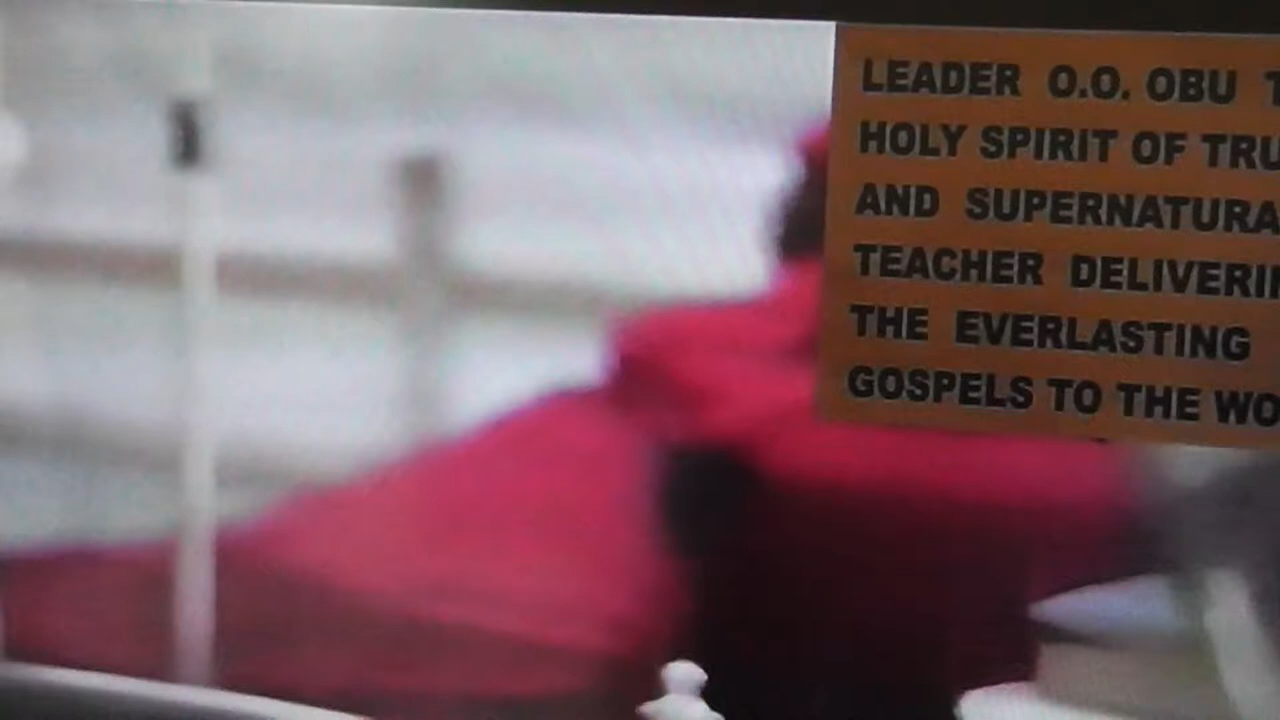 LEADER O.O. OBU
HOLY SPIRIT OF
AND
TEACHER
THE EVERLASTING
GOSPELS TO THE